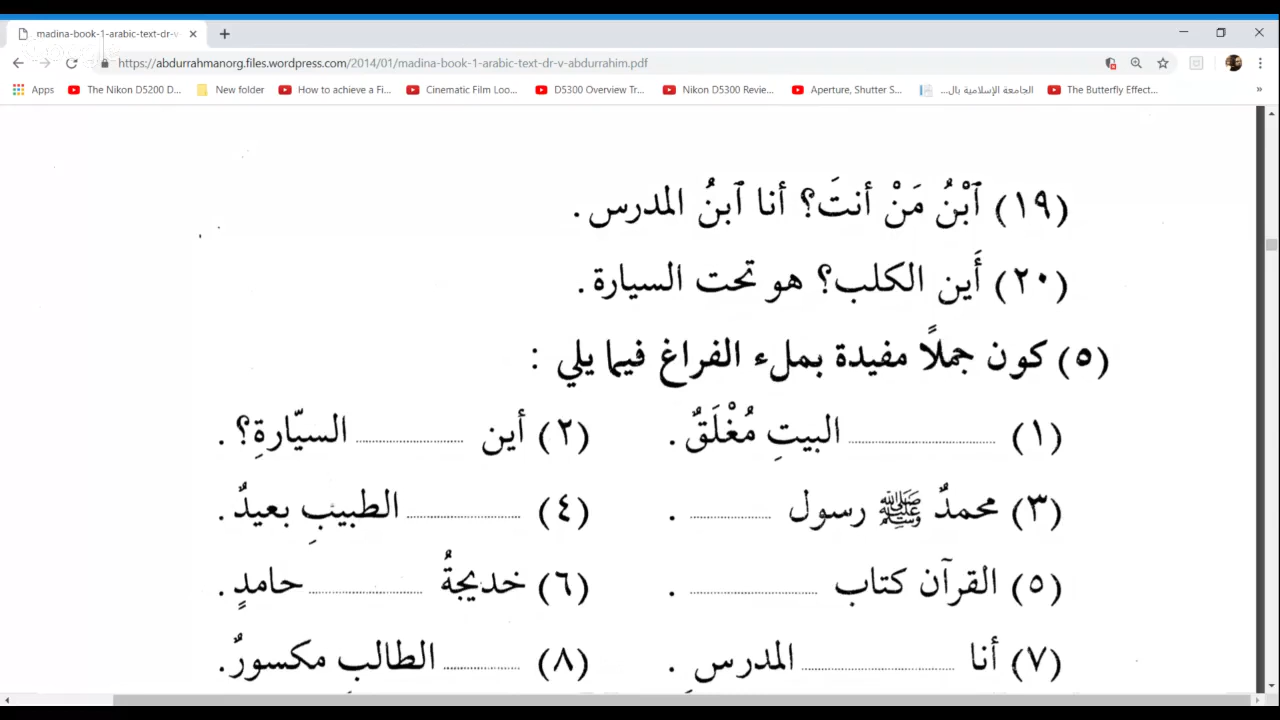 madina-book-1-arabic-text-dr-v-
https://abdurrahmanorg.files.wordpress.com/2014/01/madina-book-1-arabic-text-dr-v-abdurrahim.pdf
Apps The Nikon D5200 D... New folder How to achieve a Fi... Cinematic Film Loo... D5300 Overview Tr... Nikon D5300 Revie... Aperture, Shutter S... الجامعة الإسلامية بال... The Butterfly Effect... »
(١٩) ٱبْنُ مَنْ أنتَ؟ أنا ٱبنُ المدرس .
(٢٠) أَين الكلب؟ هو تحت السيارة .
(٥) كون جملاً مفيدة بملء الفراغ فيما يلي :
(١) .................... البيتِ مُغْلَقٌ . (٢) أين .................... السيّارةِ؟ .
(٣) محمدٌ ﷺ رسول .................... . (٤) .................... الطبيبِ بعيدٌ .
(٥) القرآن كتاب .................... . (٦) خديجةُ .................... حامدٍ .
(٧) أنا .................... المدرسِ . (٨) .................... الطالبِ مكسورٌ .